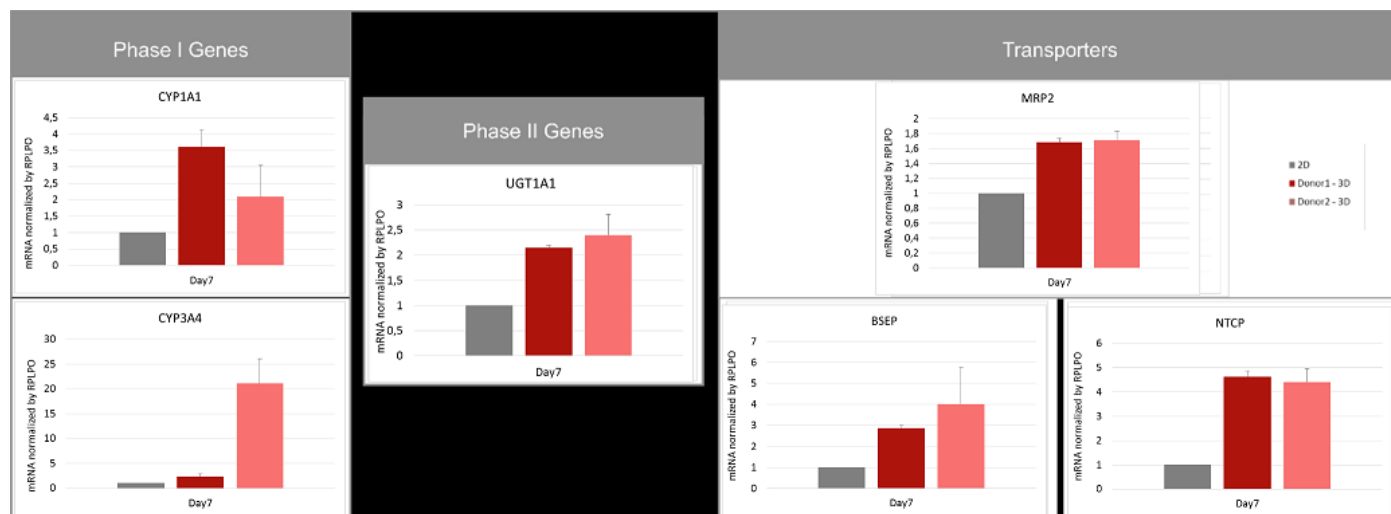 Phase I Genes
CYP1A1
mRNA normalized by RPLPO
4,5
4
3,5
3
2,5
2
1,5
1
0,5
0
Day7
CYP3A4
mRNA normalized by RPLPO
30
25
20
15
10
5
0
Day7
Phase II Genes
UGT1A1
mRNA normalized by RPLPO
3
2,5
2
1,5
1
0,5
0
Day7
Transporters
MRP2
mRNA normalized by RPLPO
2
1,8
1,6
1,4
1,2
1
0,8
0,6
0,4
0,2
0
Day7
2D
Donor1 - 3D
Donor2 - 3D
BSEP
mRNA normalized by RPLPO
7
6
5
4
3
2
1
0
Day7
NTCP
mRNA normalized by RPLPO
6
5
4
3
2
1
0
Day7